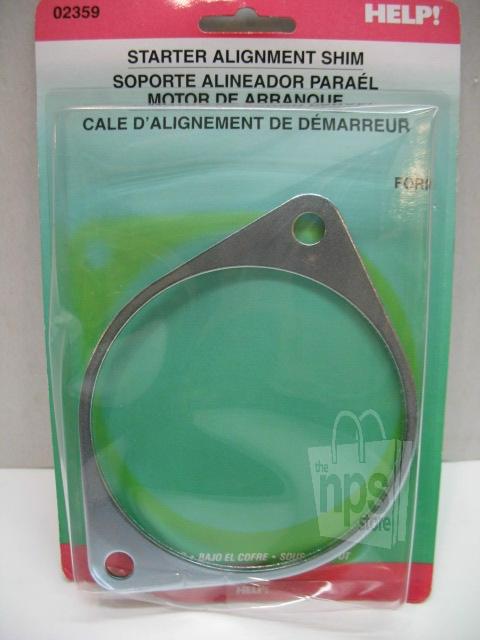 02359
HELP!
STARTER ALIGNMENT SHIM
SOPORTE ALINEADOR PARAÉL
MOTOR DE ARRANQUE
CALE D'ALIGNEMENT DE DÉMARREUR
the
nps
store
• BAJO EL COFRE • SOUS
HELP!